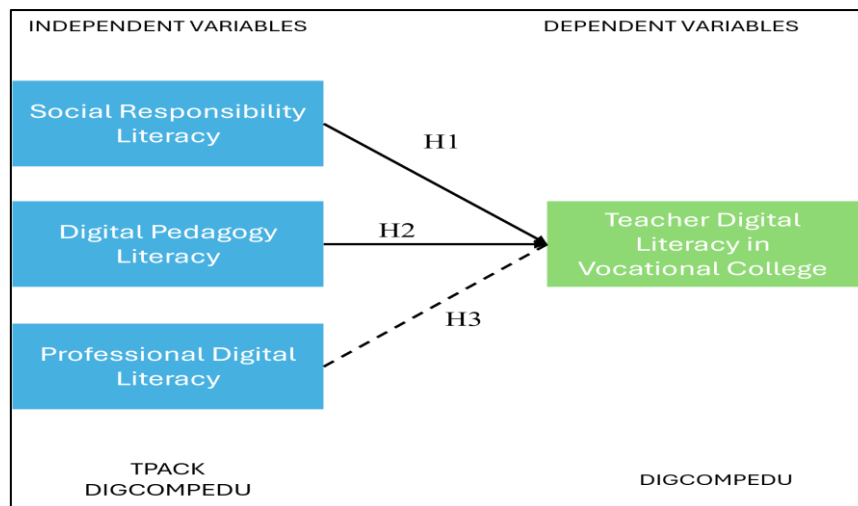 INDEPENDENT VARIABLES
DEPENDENT VARIABLES
Social Responsibility
Literacy
H1
Digital Pedagogy
Literacy
H2
Teacher Digital
Literacy in
Vocational College
H3
Professional Digital
Literacy
TPACK
DIGCOMPEDU
DIGCOMPEDU